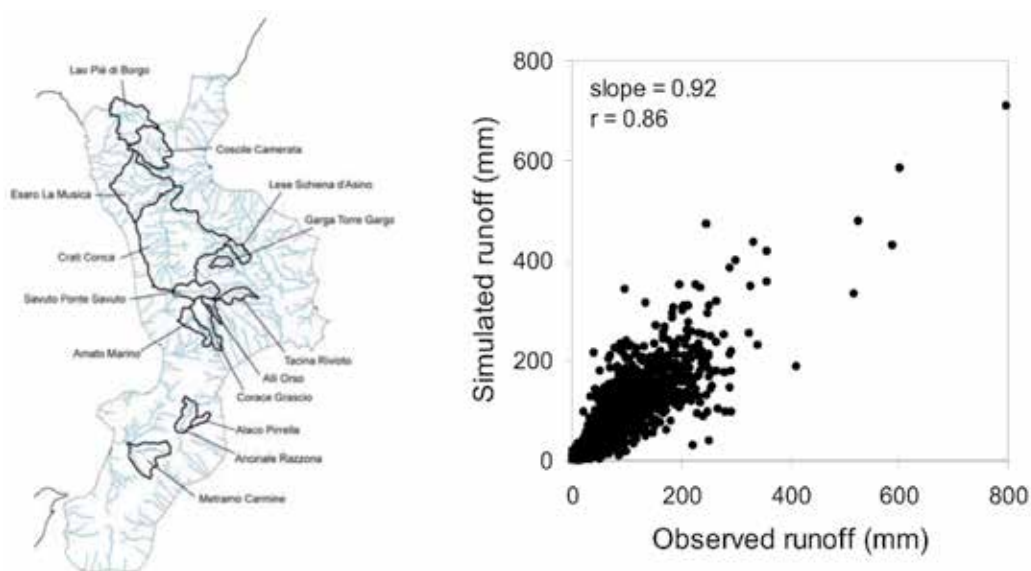 Lao Piè di Borgo
Coscile Camerata
Esaro La Musica
Lese Schiena d'Asino
Garga Torre Gargo
Crati Conca
Savuto Ponte Savuto
Amato Marino
Tacina Rivioto
Alli Orso
Corace Grascio
Alaco Pirrella
Ancinale Razzona
Metramo Carmine
800
600
400
200
0
slope = 0.92
r = 0.86
Simulated runoff (mm)
0 200 400 600 800
Observed runoff (mm)